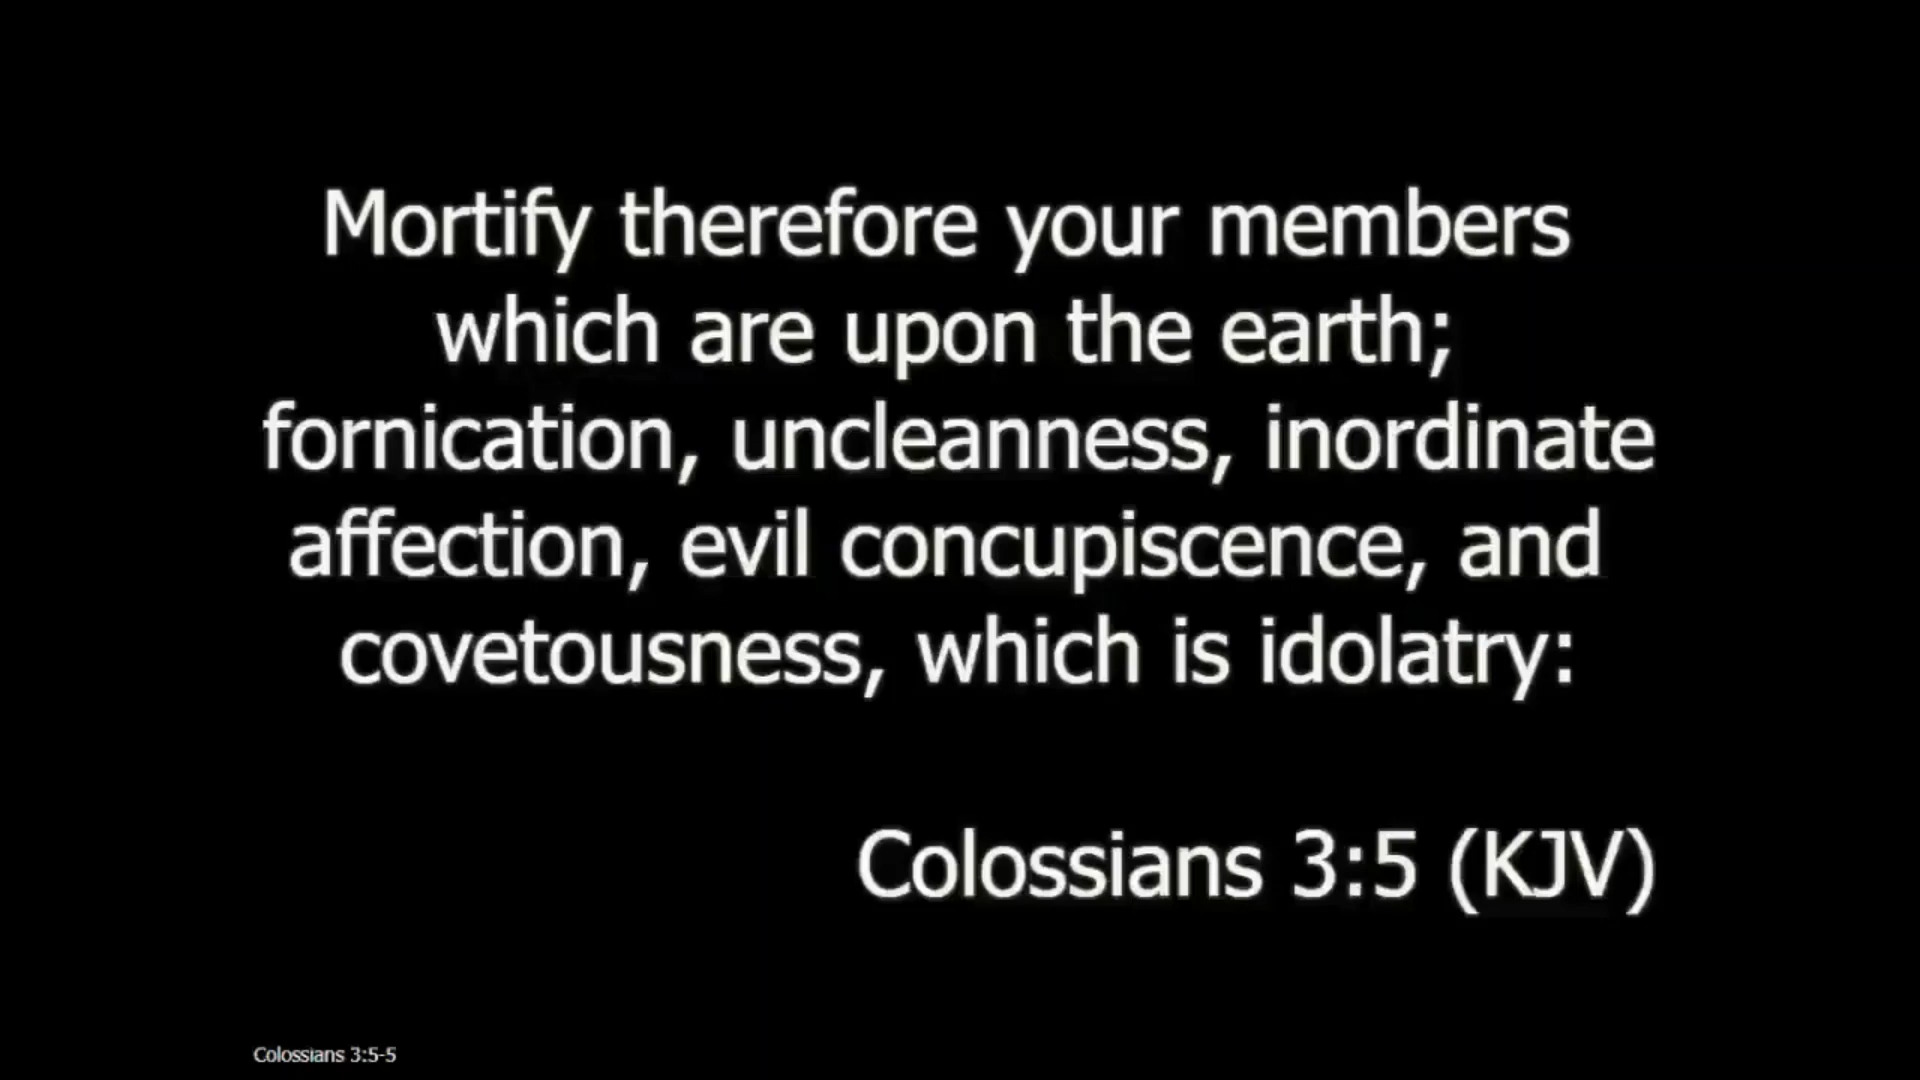 Mortify therefore your members
which are upon the earth;
fornication, uncleanness, inordinate
affection, evil concupiscence, and
covetousness, which is idolatry:
Colossians 3:5 (KJV)
Colossians 3:5-5